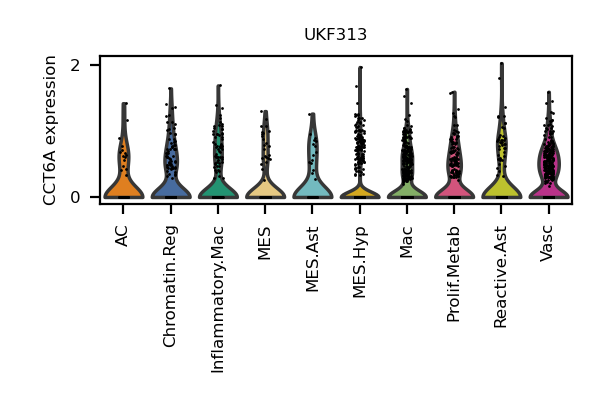 UKF313
CCT6A expression
2
0
AC
Chromatin.Reg
Inflammatory.Mac
MES
MES.Ast
MES.Hyp
Mac
Prolif.Metab
Reactive.Ast
Vasc